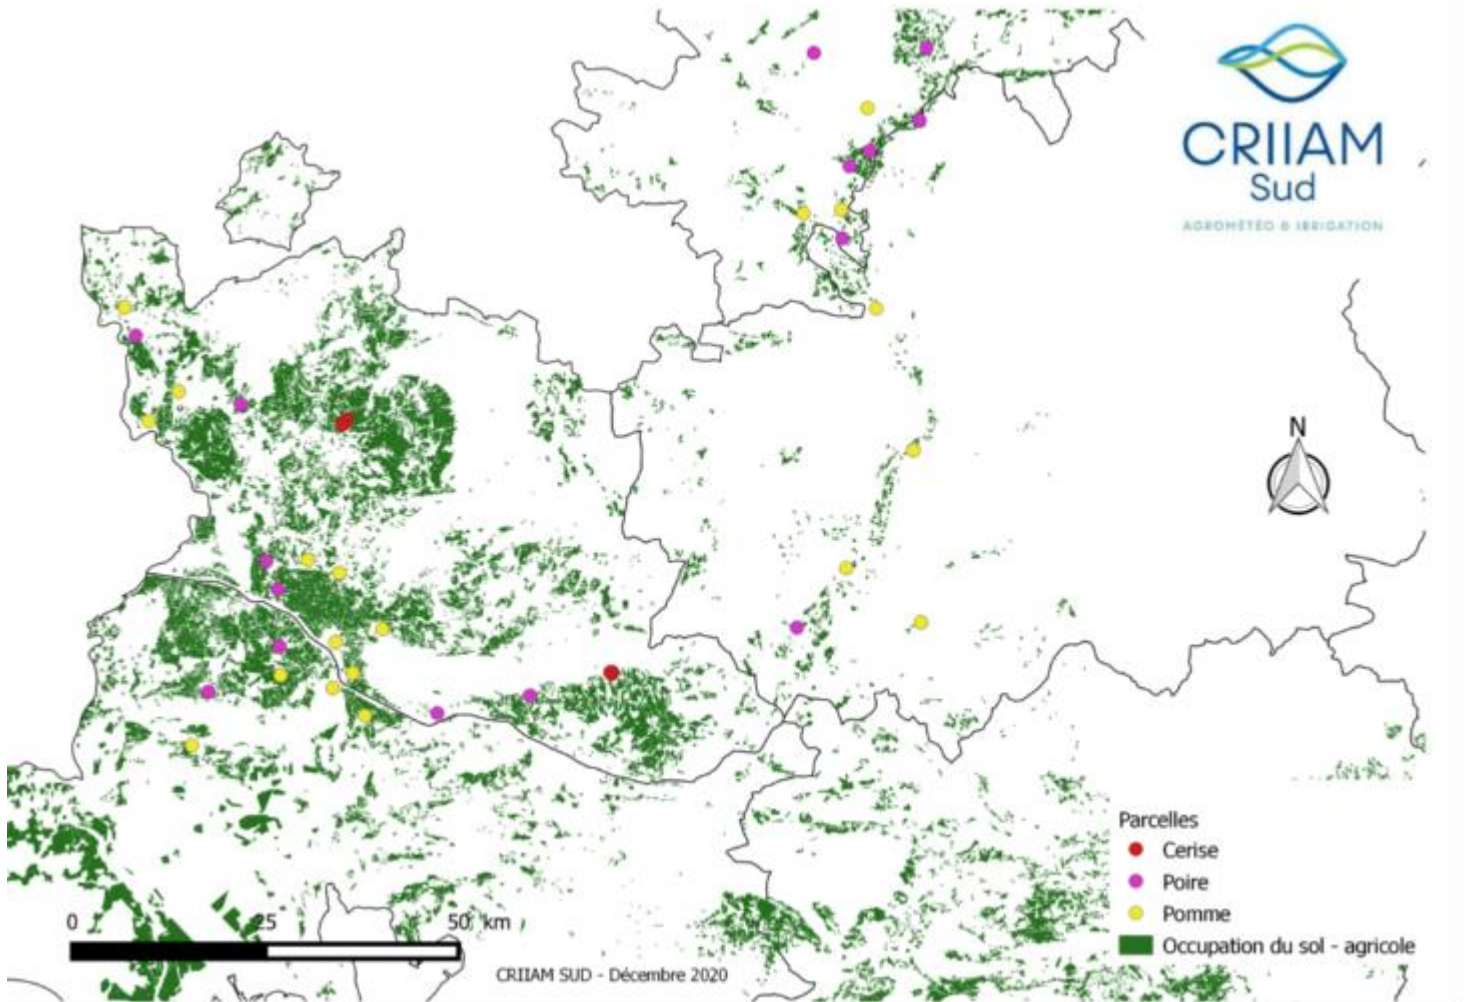 CRIIAM
Sud
AGROMÉTÉO & IRRIGATION
N
Parcelles
Cerise
Poire
Pomme
Occupation du sol - agricole
0 25 50 km
CRIIAM SUD - Décembre 2020